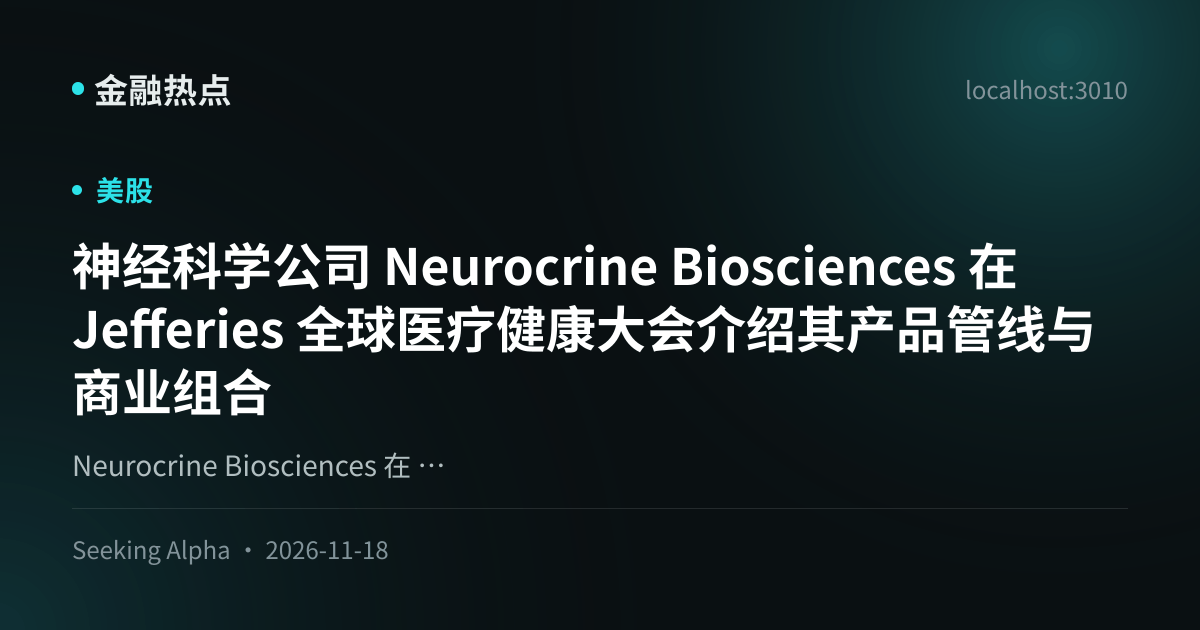 金融热点
localhost:3010
美股
神经科学公司 Neurocrine Biosciences 在
Jefferies 全球医疗健康大会介绍其产品管线与
商业组合
Neurocrine Biosciences 在 …
Seeking Alpha · 2026-11-18